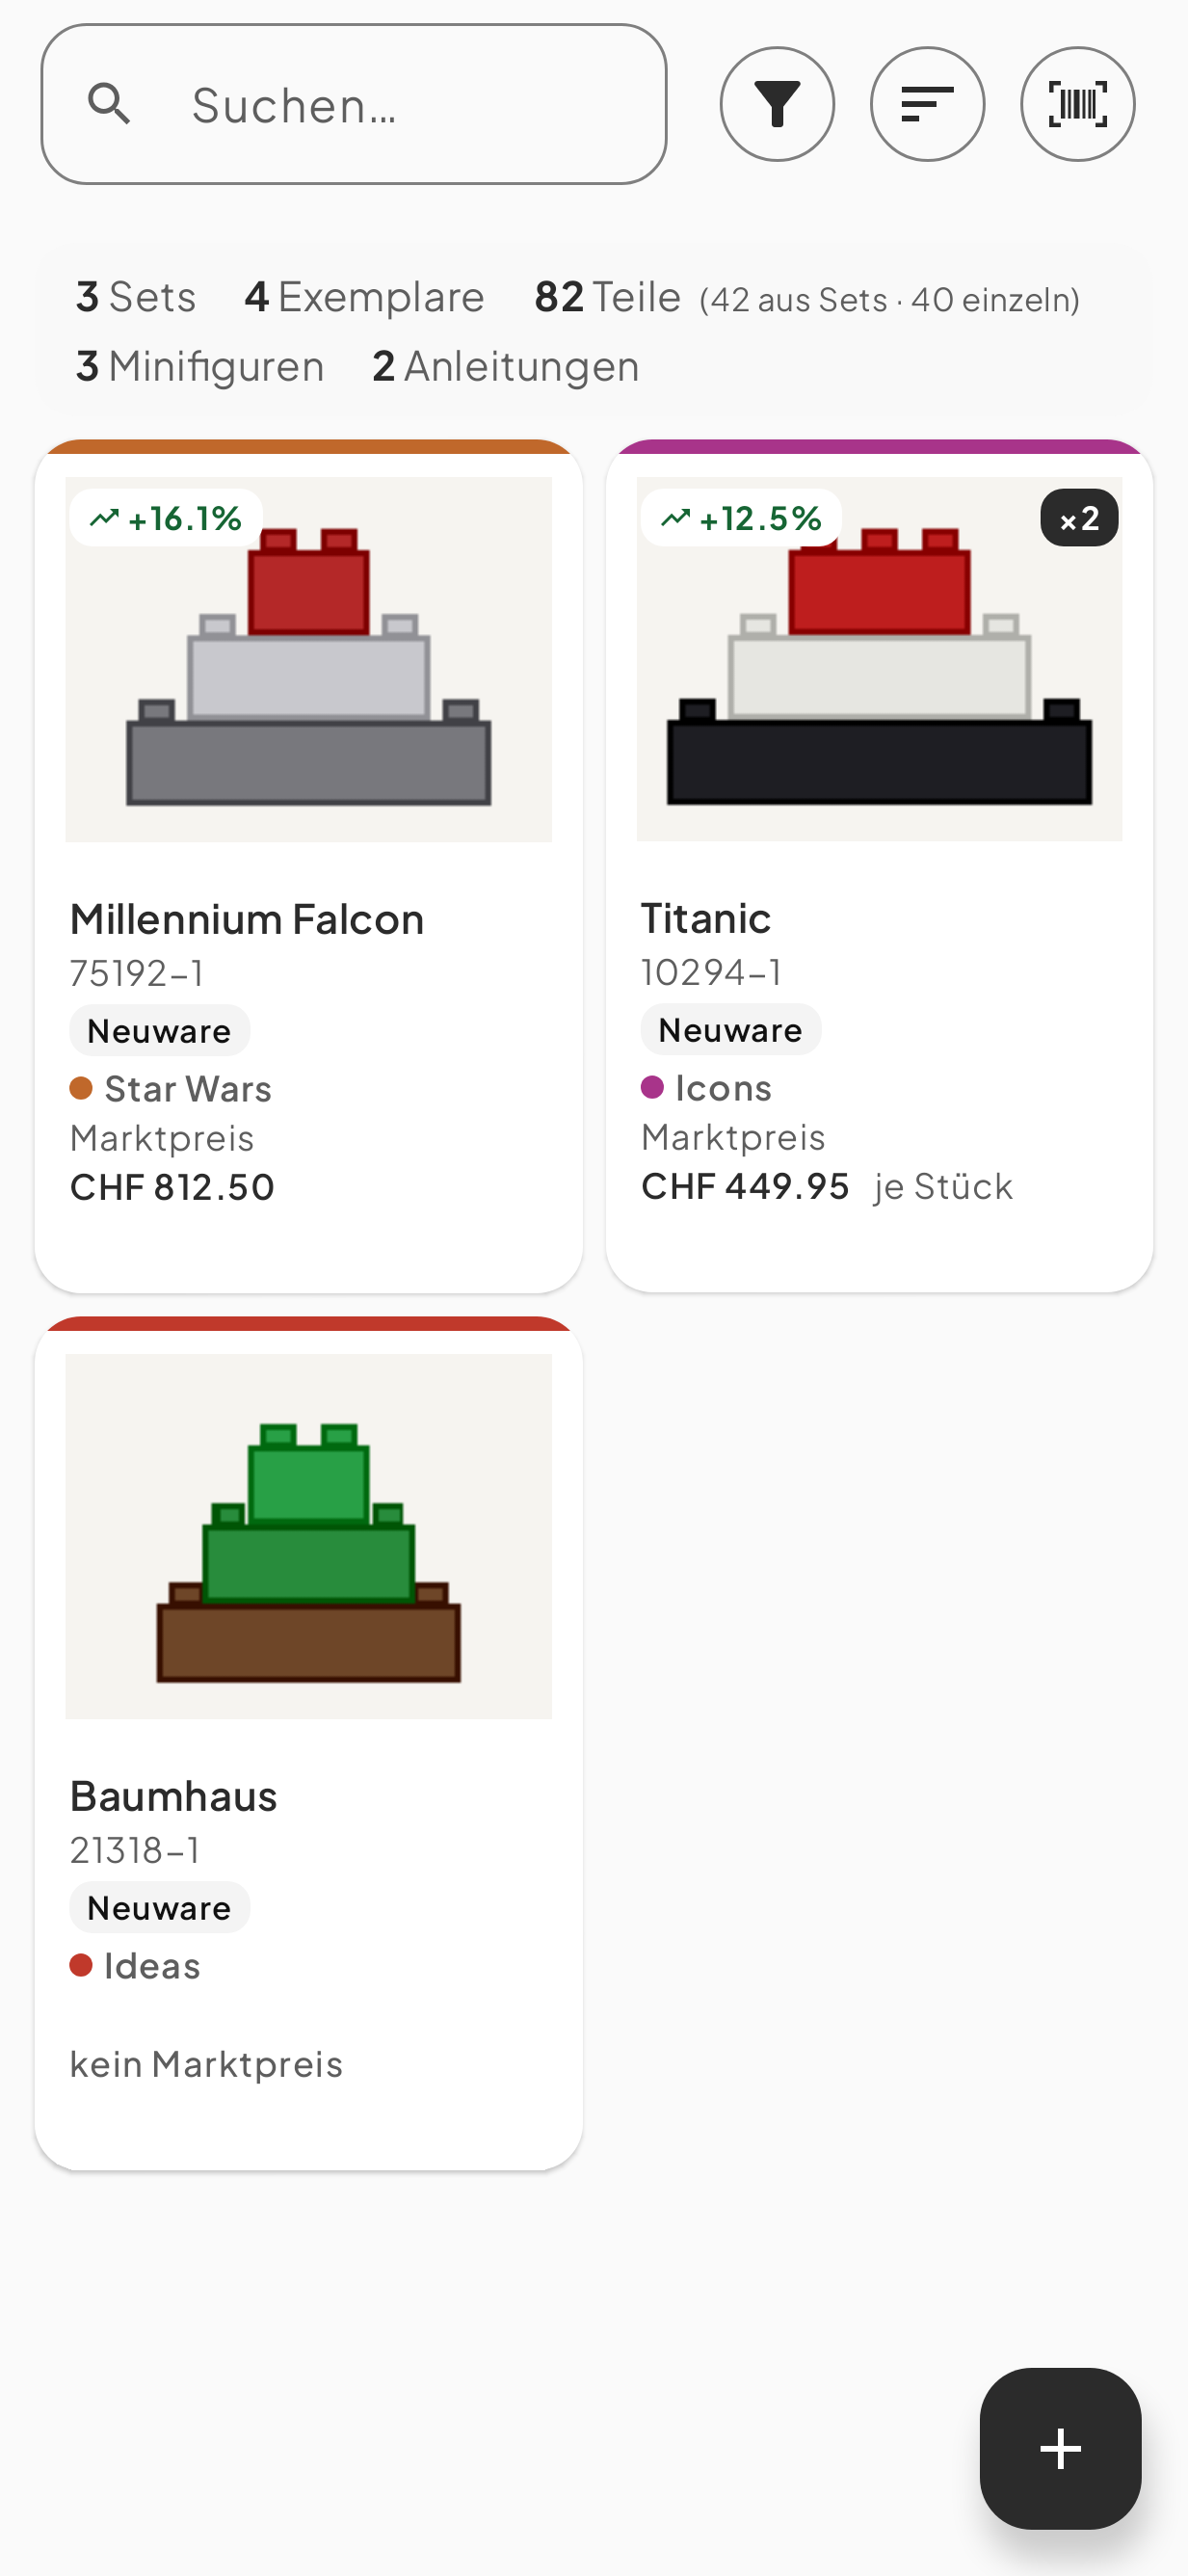 Suchen...
3 Sets 4 Exemplare 82 Teile (42 aus Sets · 40 einzeln)
3 Minifiguren 2 Anleitungen
+16.1%
Millennium Falcon
75192-1
Neuware
Star Wars
Marktpreis
CHF 812.50
+12.5%
×2
Titanic
10294-1
Neuware
Icons
Marktpreis
CHF 449.95 je Stück
Baumhaus
21318-1
Neuware
Ideas
kein Marktpreis
+